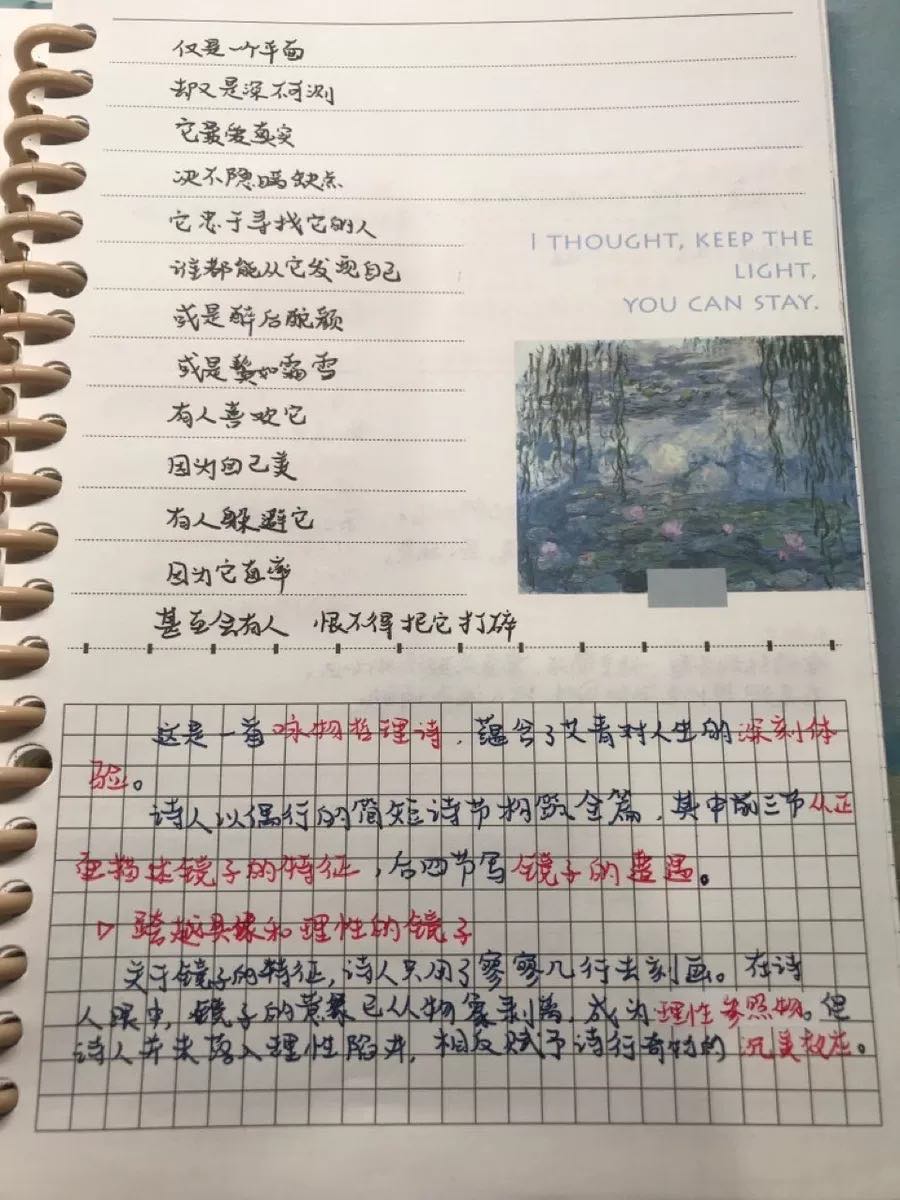 仅是一个平面
却又是深不可测
它最爱真实
决不隐瞒缺点
它忠于寻找它的人
谁都能从它发现自己
或是醉后酡颜
或是鬓如霜雪
有人喜欢它
因为自己美
有人躲避它
因为它直率
甚至会有人 恨不得把它打碎
I THOUGHT, KEEP THE
LIGHT,
YOU CAN STAY.
这是一首咏物哲理诗，蕴含了艾青对人生的深刻体
验。
诗人以偶行的简短诗节构筑全篇，其中前三节从正
面描述镜子的特征，后四节写镜子的遭遇。
▷ 跨越具象和理性的镜子
关于镜子的特征，诗人只用了寥寥几行去刻画。在诗
人眼中，镜子的背景已从物象剥离，成为理性参照物。但
诗人并未落入理性陷井，相反赋予诗行奇特的沉美效应。